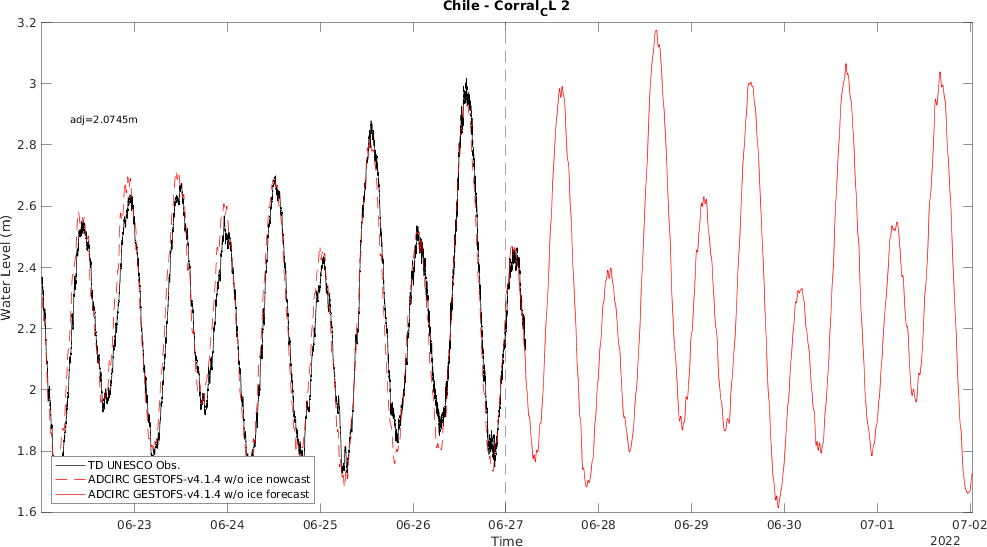 Chile - Corral_CL 2
3.2
3
2.8
2.6
2.4
2.2
2
1.8
1.6
Water Level (m)
adj=2.0745m
TD UNESCO Obs.
ADCIRC GESTOFS-v4.1.4 w/o ice nowcast
ADCIRC GESTOFS-v4.1.4 w/o ice forecast
06-23 06-24 06-25 06-26 06-27 06-28 06-29 06-30 07-01 07-02
Time
2022